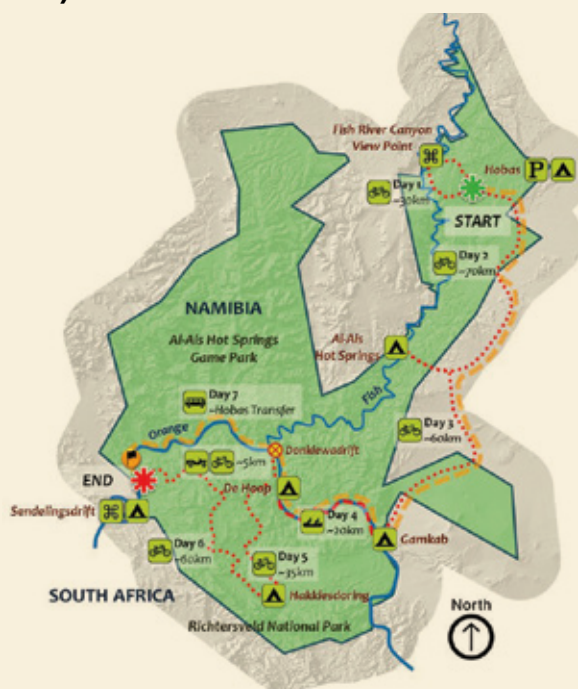 Fish River Canyon
View Point
Hobas
P
Day 1
~30km
START
Day 2
~70km
NAMIBIA
Ai-Ais Hot Springs
Game Park
Ai-Ais
Hot Springs
Day 7
~Hobas Transfer
Orange
Fish
Day 3
~60km
Donkiewadrift
END
~5km
De Hoop
Sendelingsdrift
Day 4
~20km
Gamkab
Day 6
~60km
Day 5
~35km
SOUTH AFRICA
Hakkiesdoring
North
Richtersveld National Park